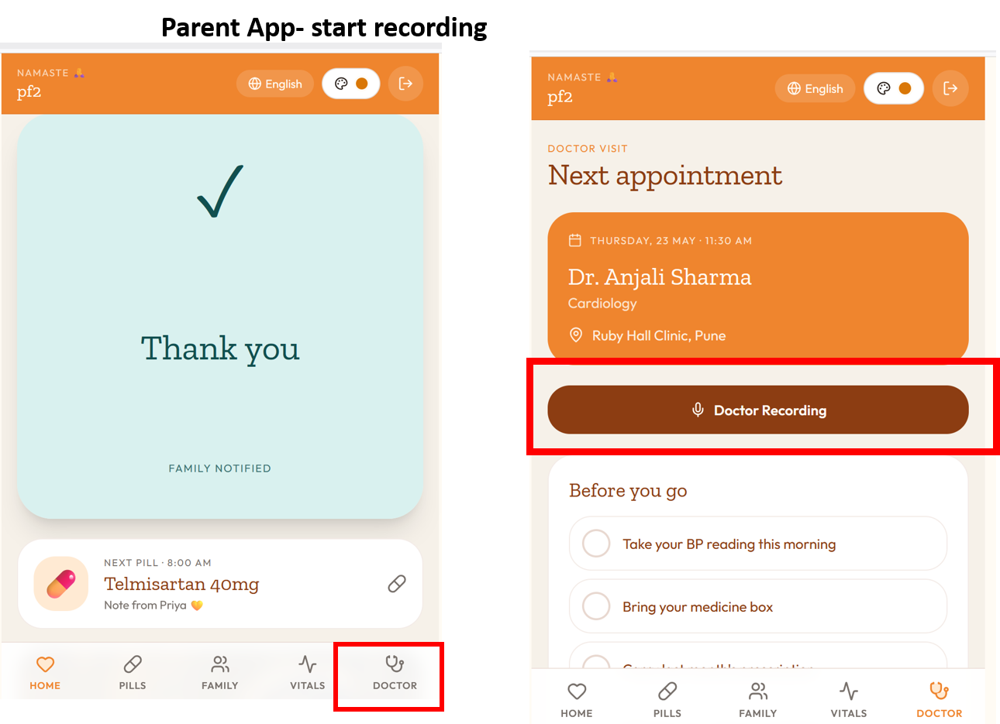 Parent App- start recording
NAMASTE 🙏
pf2
English
✓
Thank you
FAMILY NOTIFIED
NEXT PILL · 8:00 AM
Telmisartan 40mg
Note from Priya 🧡
HOME
PILLS
FAMILY
VITALS
DOCTOR
NAMASTE 🙏
pf2
English
DOCTOR VISIT
Next appointment
THURSDAY, 23 MAY · 11:30 AM
Dr. Anjali Sharma
Cardiology
Ruby Hall Clinic, Pune
Doctor Recording
Before you go
Take your BP reading this morning
Bring your medicine box
HOME
PILLS
FAMILY
VITALS
DOCTOR